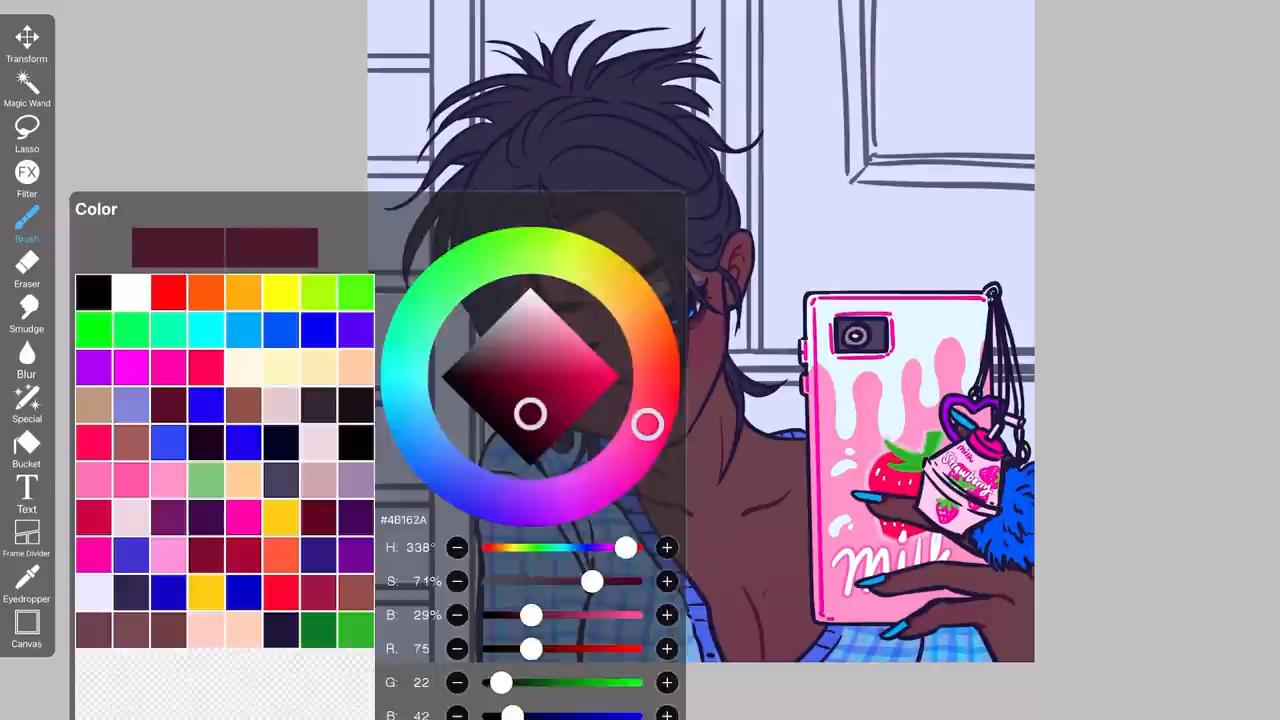 Transform
Magic Wand
Lasso
FX
Filter
Brush
Eraser
Smudge
Blur
Special
Bucket
T
Text
Frame Divider
Eyedropper
Canvas
Color
#4B162A
H: 338°
S: 71%
B: 29%
R: 75
G: 22
B: 42
milk
Strawberry
milk